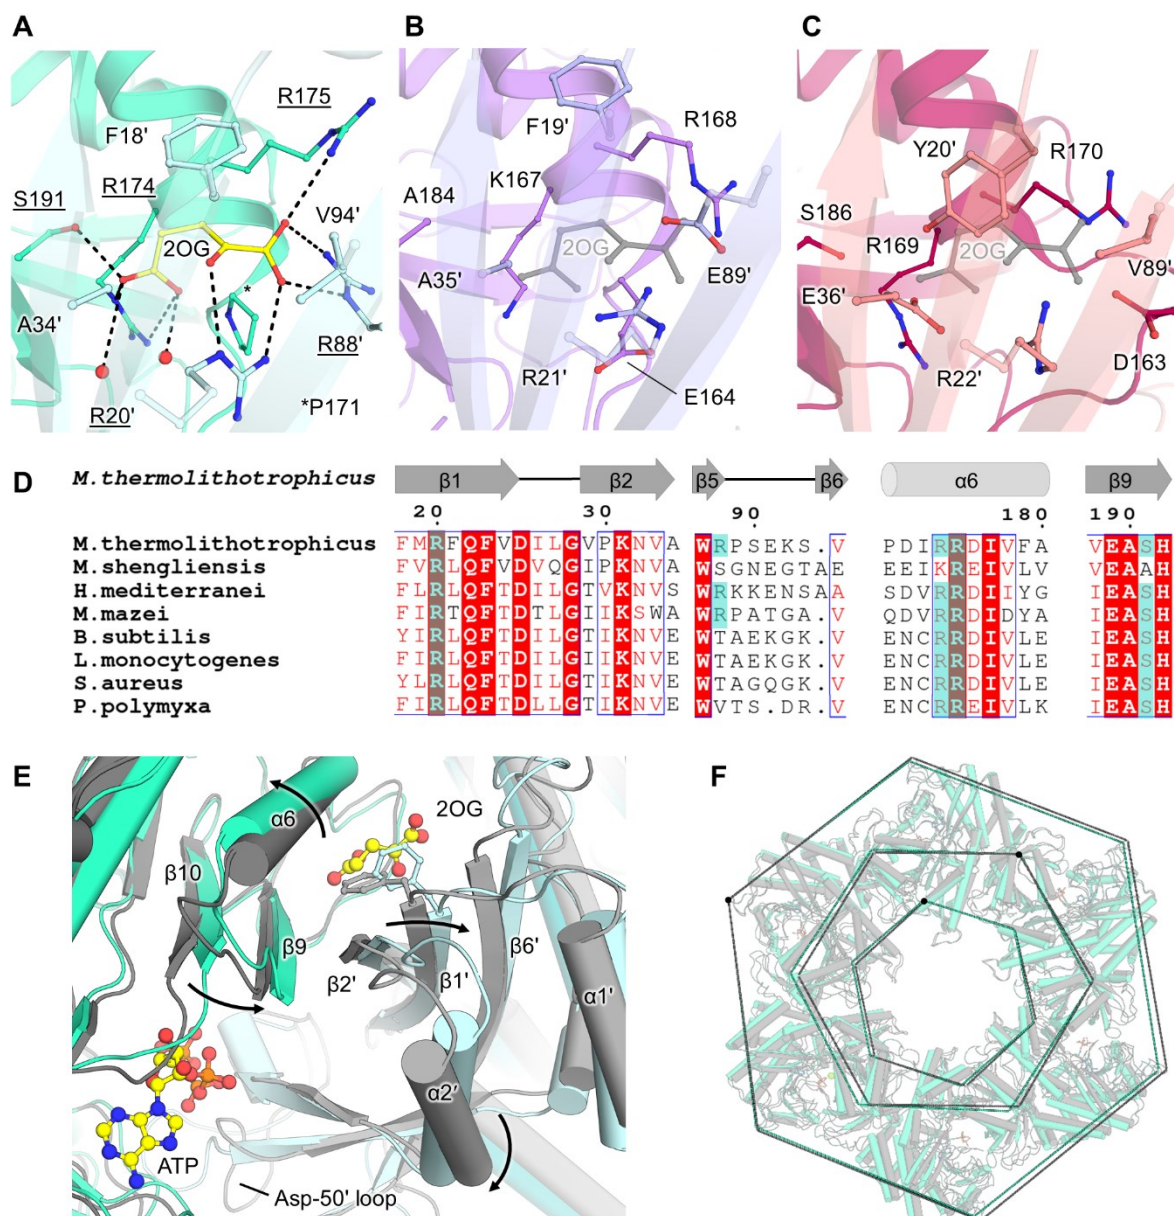 A
B
C
R175
F18'
R174
S191
V94'
2OG
A34'
*
R88'
R20'
*P171
F19'
R168
K167
A184
2OG
A35'
E89'
R21'
E164
Y20'
R170
S186
R169
2OG
E36'
V89'
R22'
D163
D
M.thermolithotrophicus β1 β2 β5 β6 α6 β9
20 30 90 180 190
M.thermolithotrophicus FMRFQFVDILGVPKNVA WRPSEKS.V PDIRRDIVFA VEASH
M.shengliensis FVRLQFVDVQGIPKNVA WSGNEGTAE EEIKRDIVLV VEAAH
H.mediterranei FLRLQFTDILGTVKNVS WRKKENSAA SDVRRDIIYG IEASH
M.mazei FIRTQFTDTLGIIKSWA WRPATGA.V QDVRRDIDYA IEASH
B.subtilis YIRLQFTDILGTIKNVE WTAEKGK.V ENCRRDIVLE IEASH
L.monocytogenes FIRLQFTDILGIIKNVE WTAEKGK.V ENCRRDIVLE IEASH
S.aureus YLRLQFTDILGTIKNVE WTAGQGK.V ENCRRDIVLE IEASH
P.polymyxa FIRLQFTDLLGTIKNVE WVTS.DR.V ENCRREIVLK IEASH
E
F
α6
2OG
β10
β9
β2'
β1'
β6'
α1'
α2'
ATP
Asp-50' loop